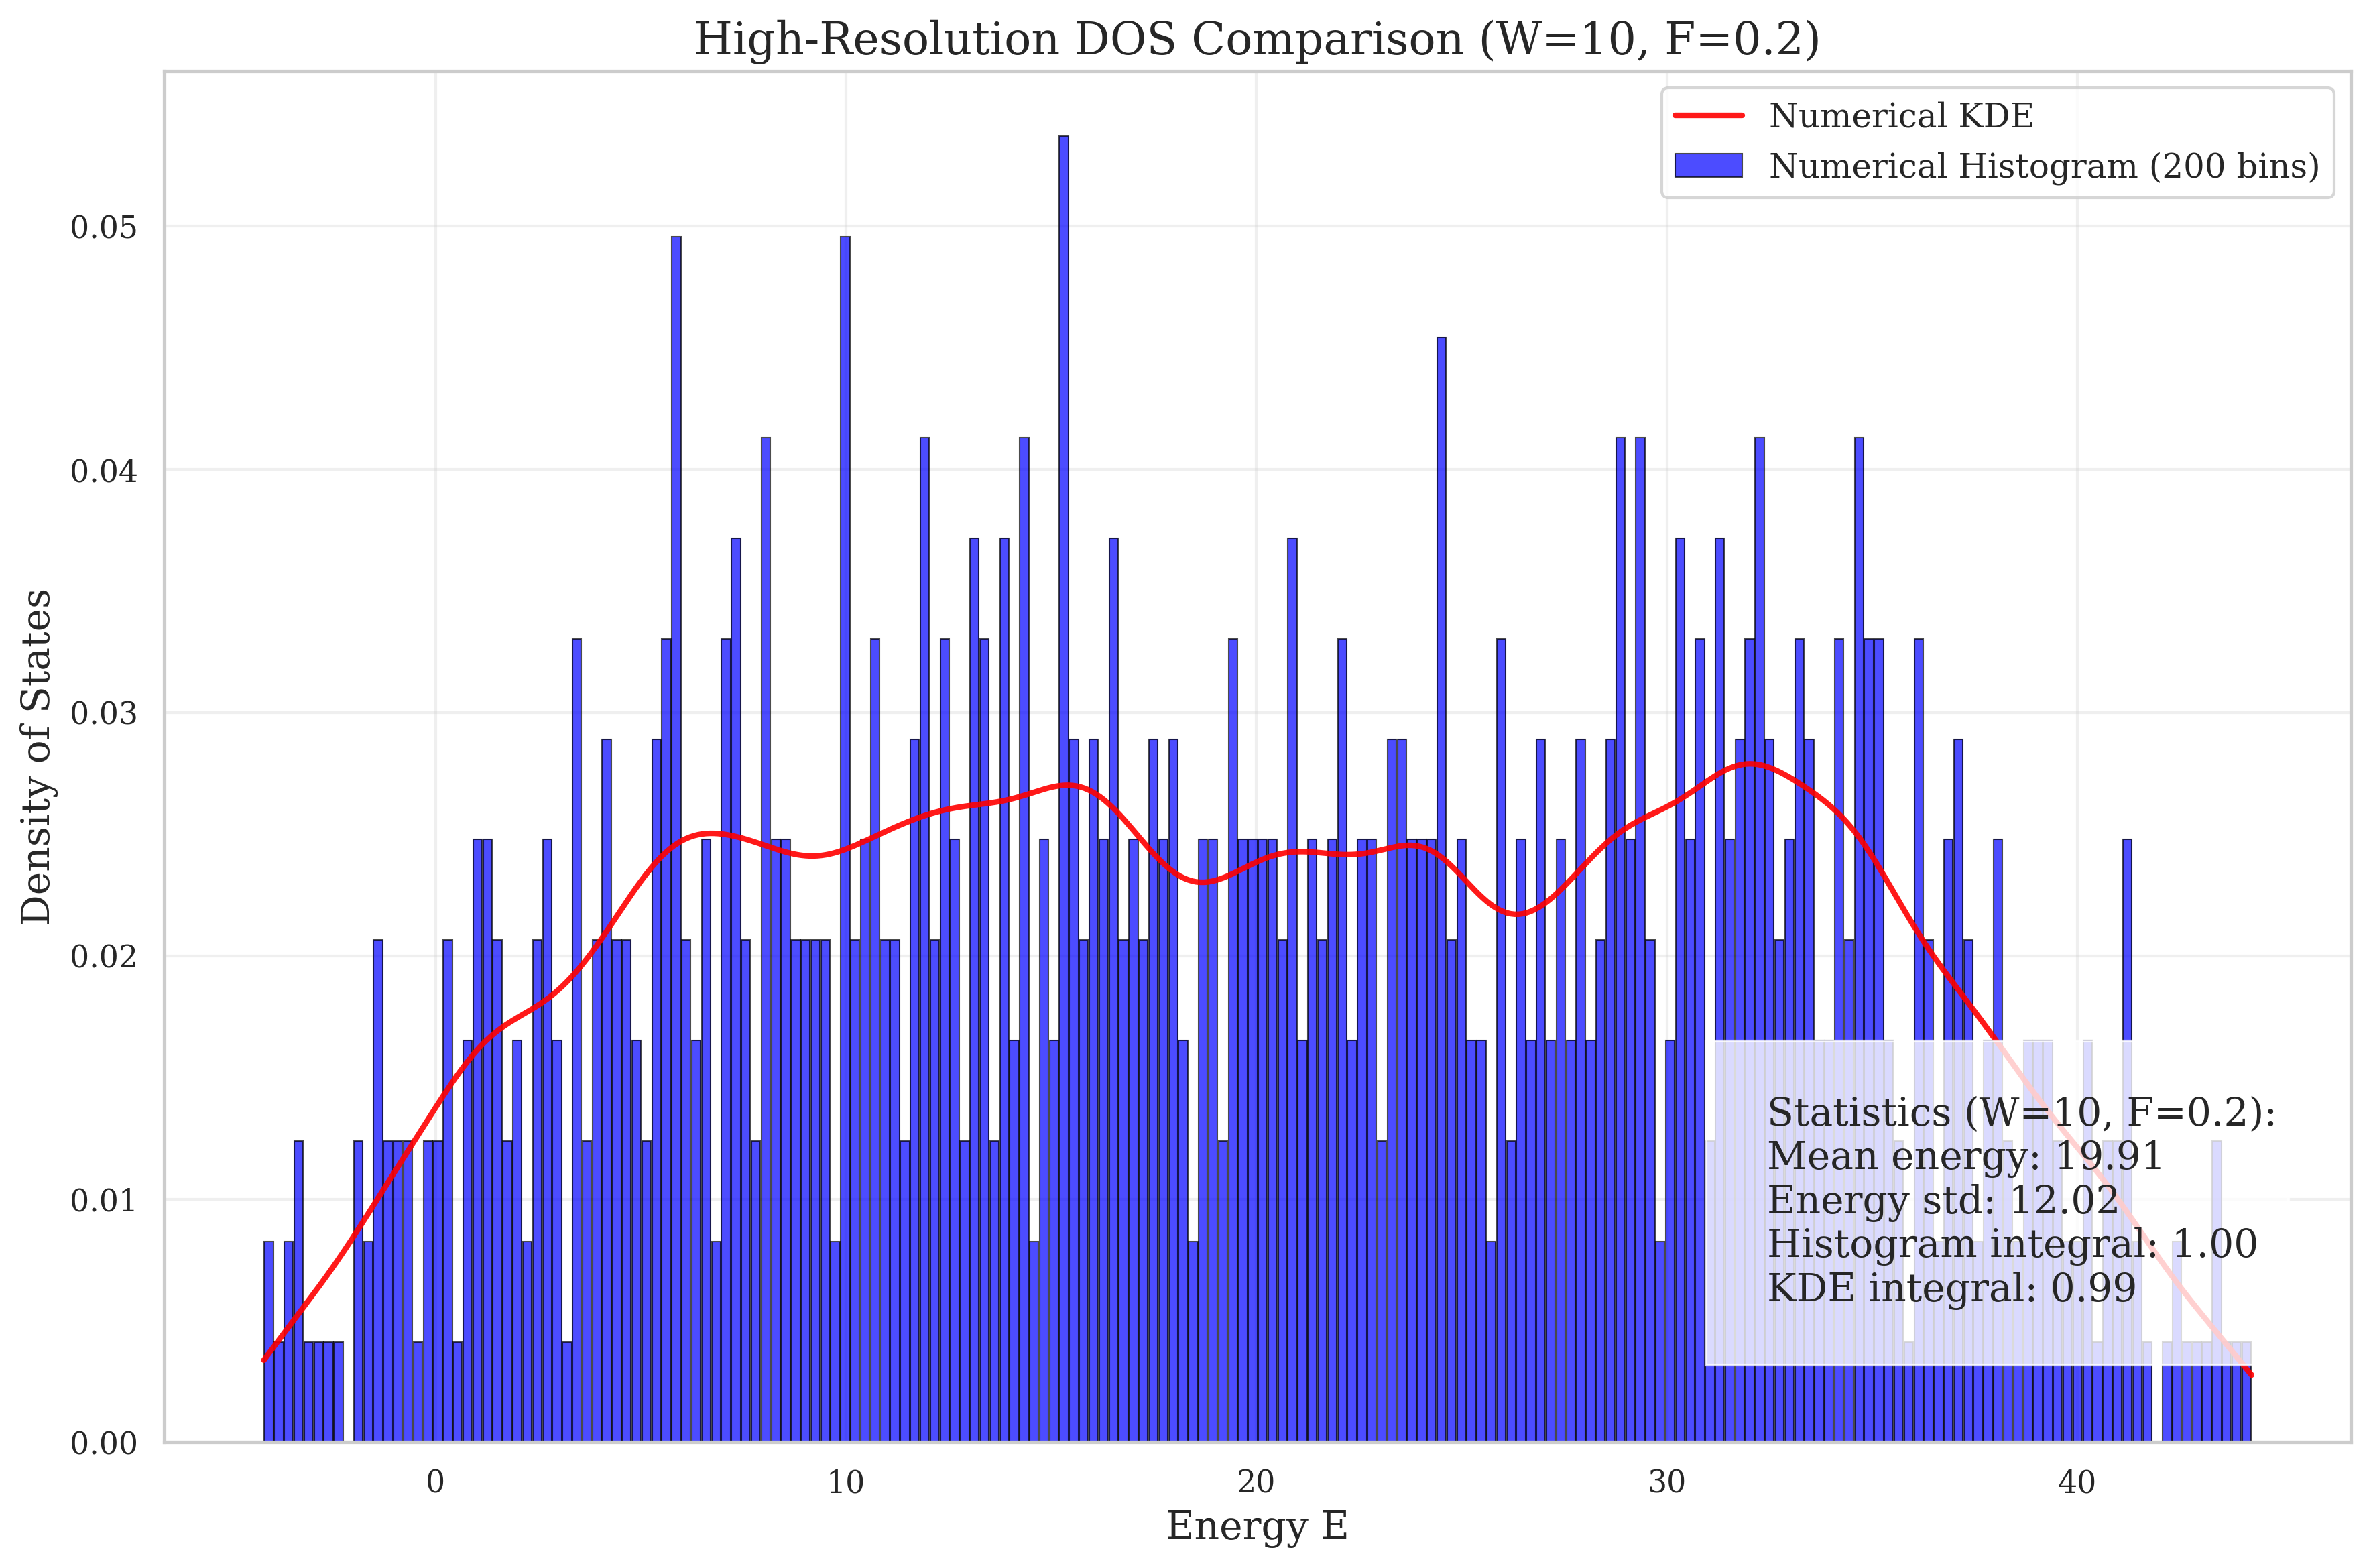 High-Resolution DOS Comparison (W=10, F=0.2)
Numerical KDE
Numerical Histogram (200 bins)
Density of States
0.05
0.04
0.03
0.02
0.01
0.00
Statistics (W=10, F=0.2):
Mean energy: 19.91
Energy std: 12.02
Histogram integral: 1.00
KDE integral: 0.99
0
10
20
30
40
Energy E